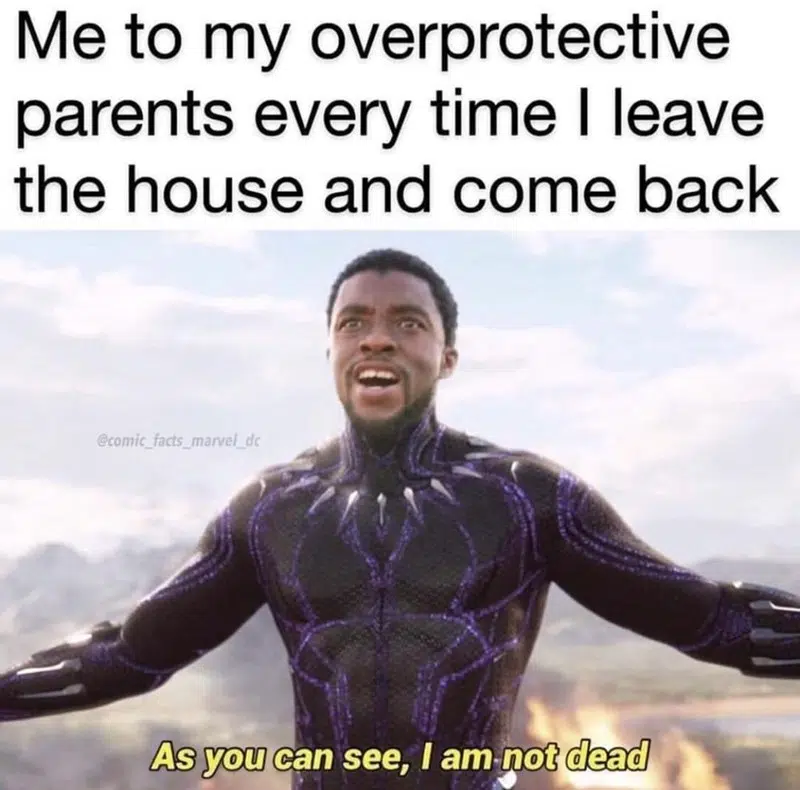 Me to my overprotective
parents every time I leave
the house and come back
@comic_facts_marvel_dc
As you can see, I am not dead